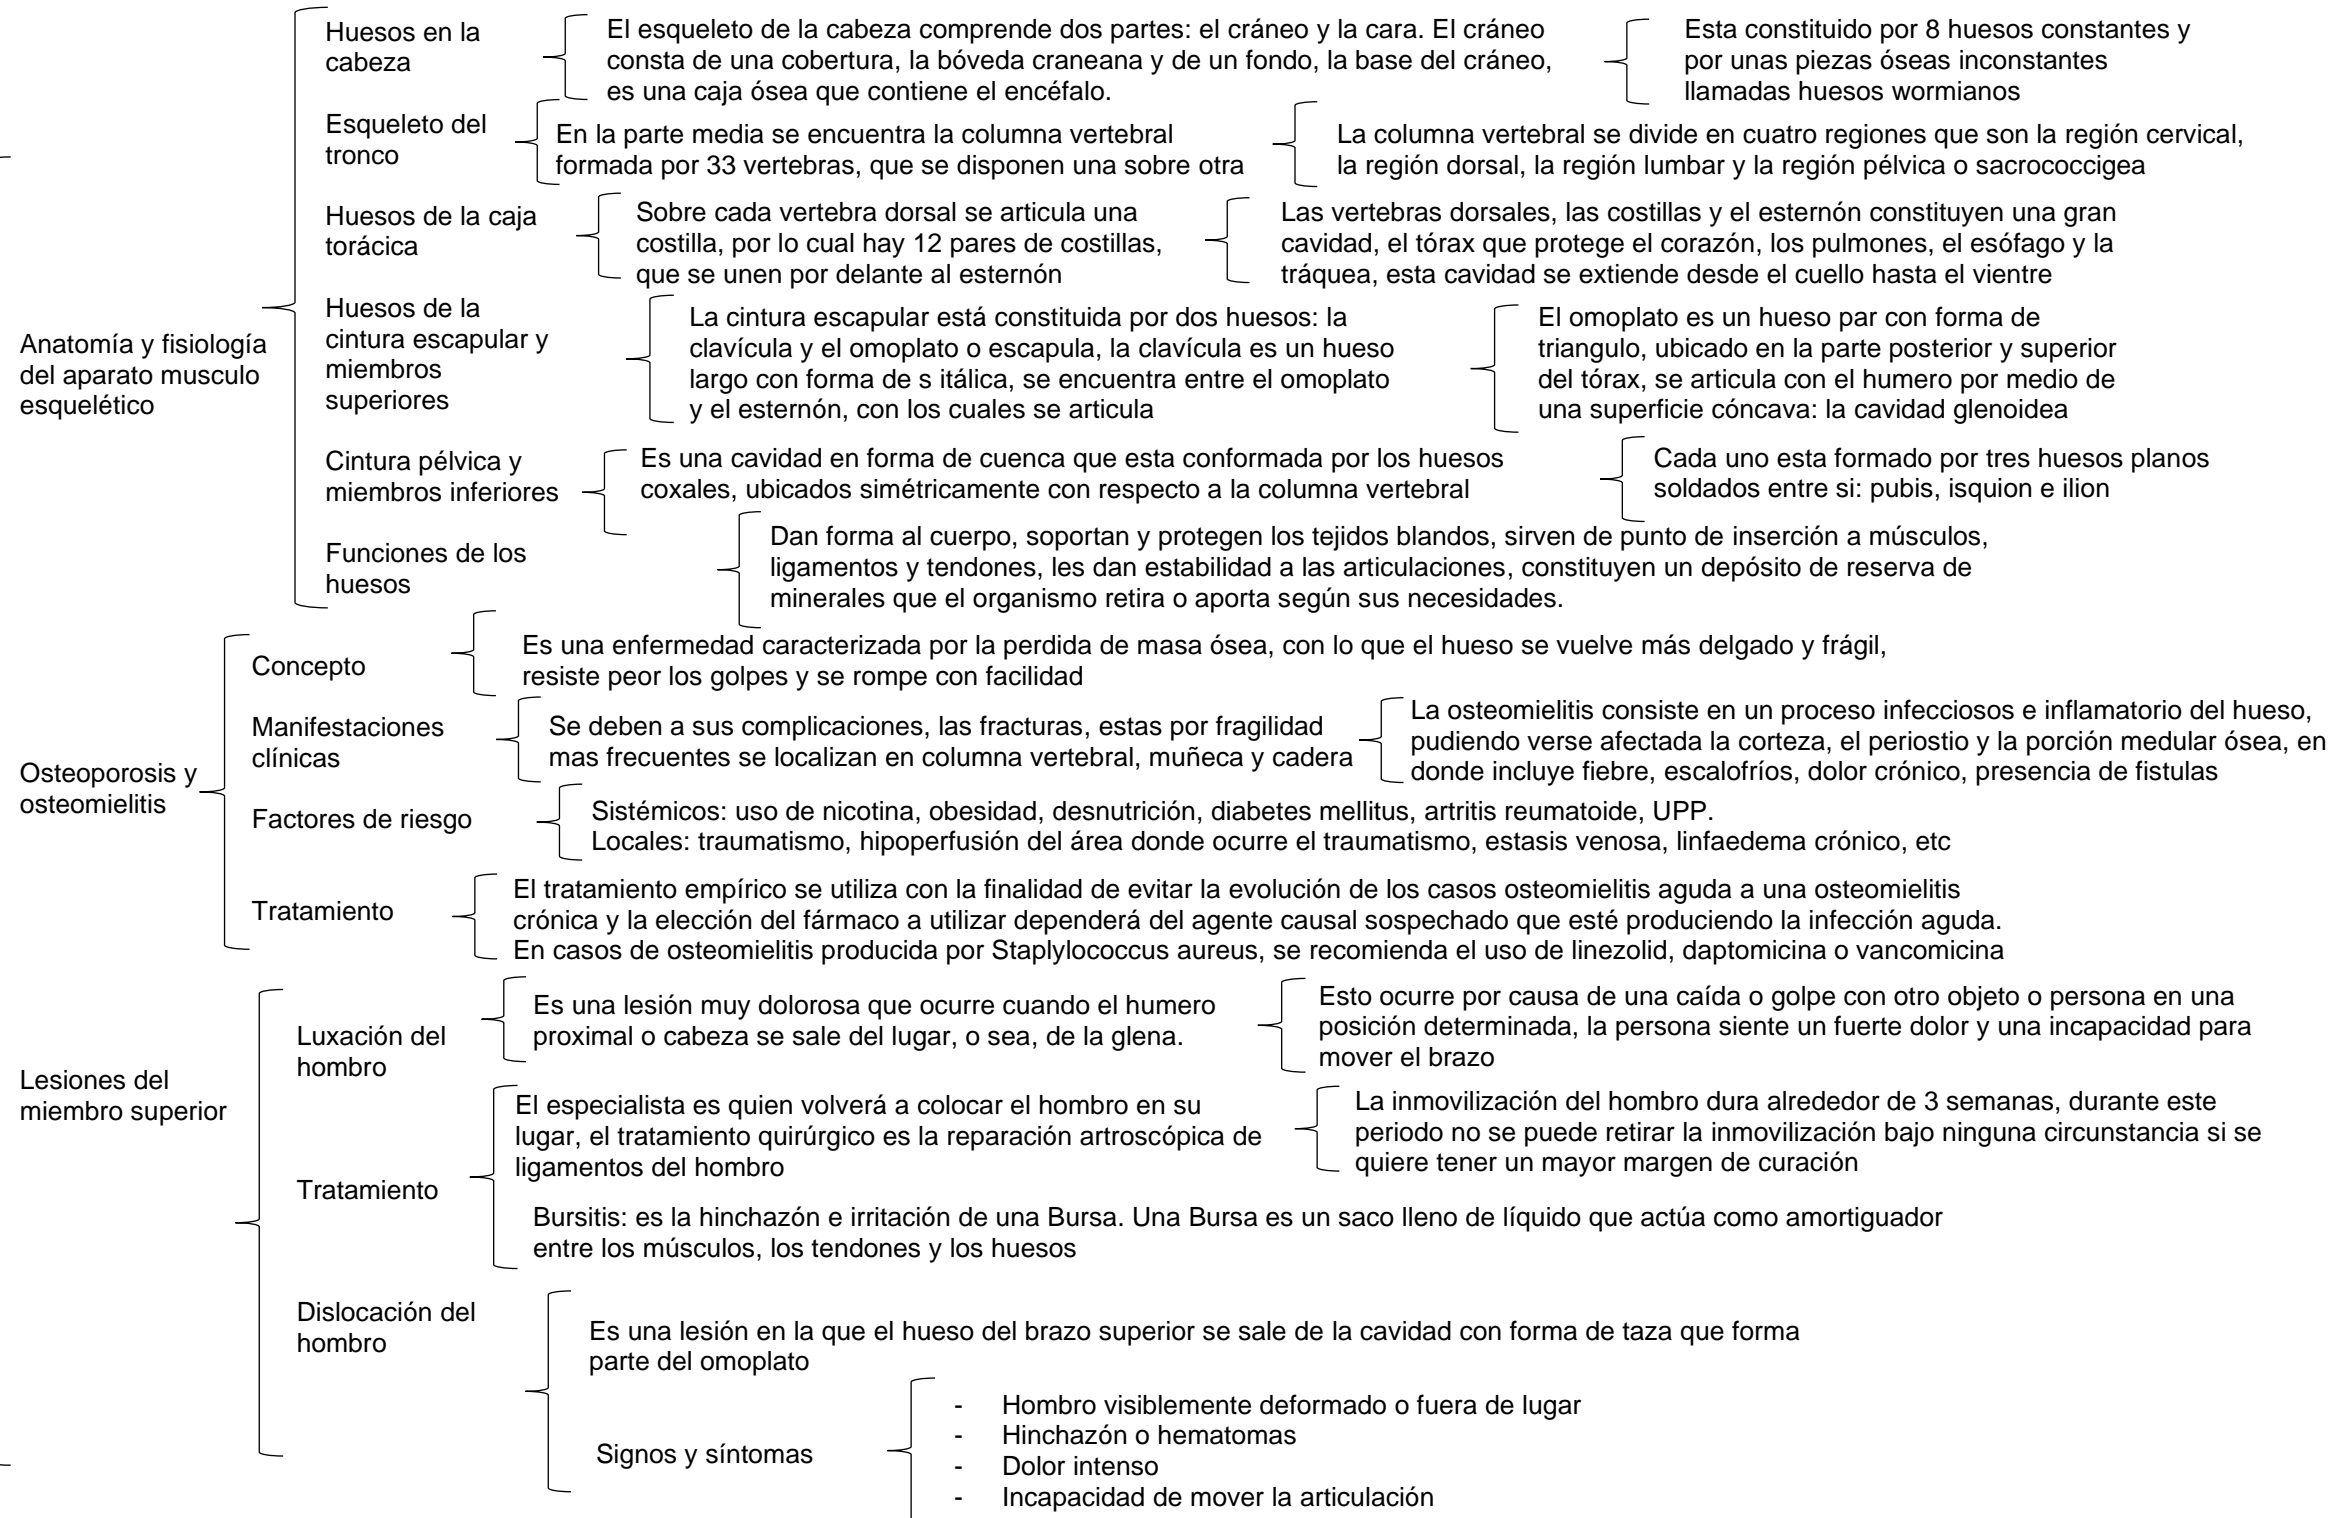 Anatomía y fisiología
del aparato musculo
esquelético
Huesos en la
cabeza
El esqueleto de la cabeza comprende dos partes: el cráneo y la cara. El cráneo
consta de una cobertura, la bóveda craneana y de un fondo, la base del cráneo,
es una caja ósea que contiene el encéfalo.
Esta constituido por 8 huesos constantes y
por unas piezas óseas inconstantes
llamadas huesos wormianos
Esqueleto del
tronco
En la parte media se encuentra la columna vertebral
formada por 33 vertebras, que se disponen una sobre otra
La columna vertebral se divide en cuatro regiones que son la región cervical,
la región dorsal, la región lumbar y la región pélvica o sacrococcigea
Huesos de la caja
torácica
Sobre cada vertebra dorsal se articula una
costilla, por lo cual hay 12 pares de costillas,
que se unen por delante al esternón
Las vertebras dorsales, las costillas y el esternón constituyen una gran
cavidad, el tórax que protege el corazón, los pulmones, el esófago y la
tráquea, esta cavidad se extiende desde el cuello hasta el vientre
Huesos de la
cintura escapular y
miembros
superiores
La cintura escapular está constituida por dos huesos: la
clavícula y el omoplato o escapula, la clavícula es un hueso
largo con forma de s itálica, se encuentra entre el omoplato
y el esternón, con los cuales se articula
El omoplato es un hueso par con forma de
triangulo, ubicado en la parte posterior y superior
del tórax, se articula con el humero por medio de
una superficie cóncava: la cavidad glenoidea
Cintura pélvica y
miembros inferiores
Es una cavidad en forma de cuenca que esta conformada por los huesos
coxales, ubicados simétricamente con respecto a la columna vertebral
Cada uno esta formado por tres huesos planos
soldados entre si: pubis, isquion e ilion
Funciones de los
huesos
Dan forma al cuerpo, soportan y protegen los tejidos blandos, sirven de punto de inserción a músculos,
ligamentos y tendones, les dan estabilidad a las articulaciones, constituyen un depósito de reserva de
minerales que el organismo retira o aporta según sus necesidades.
Osteoporosis y
osteomielitis
Concepto
Es una enfermedad caracterizada por la perdida de masa ósea, con lo que el hueso se vuelve más delgado y frágil,
resiste peor los golpes y se rompe con facilidad
Manifestaciones
clínicas
Se deben a sus complicaciones, las fracturas, estas por fragilidad
mas frecuentes se localizan en columna vertebral, muñeca y cadera
La osteomielitis consiste en un proceso infecciosos e inflamatorio del hueso,
pudiendo verse afectada la corteza, el periostio y la porción medular ósea, en
donde incluye fiebre, escalofríos, dolor crónico, presencia de fistulas
Factores de riesgo
Sistémicos: uso de nicotina, obesidad, desnutrición, diabetes mellitus, artritis reumatoide, UPP.
Locales: traumatismo, hipoperfusión del área donde ocurre el traumatismo, estasis venosa, linfaedema crónico, etc
Tratamiento
El tratamiento empírico se utiliza con la finalidad de evitar la evolución de los casos osteomielitis aguda a una osteomielitis
crónica y la elección del fármaco a utilizar dependerá del agente causal sospechado que esté produciendo la infección aguda.
En casos de osteomielitis producida por Staplylococcus aureus, se recomienda el uso de linezolid, daptomicina o vancomicina
Lesiones del
miembro superior
Luxación del
hombro
Es una lesión muy dolorosa que ocurre cuando el humero
proximal o cabeza se sale del lugar, o sea, de la glena.
Esto ocurre por causa de una caída o golpe con otro objeto o persona en una
posición determinada, la persona siente un fuerte dolor y una incapacidad para
mover el brazo
Tratamiento
El especialista es quien volverá a colocar el hombro en su
lugar, el tratamiento quirúrgico es la reparación artroscópica de
ligamentos del hombro
La inmovilización del hombro dura alrededor de 3 semanas, durante este
periodo no se puede retirar la inmovilización bajo ninguna circunstancia si se
quiere tener un mayor margen de curación
Bursitis: es la hinchazón e irritación de una Bursa. Una Bursa es un saco lleno de líquido que actúa como amortiguador
entre los músculos, los tendones y los huesos
Dislocación del
hombro
Es una lesión en la que el hueso del brazo superior se sale de la cavidad con forma de taza que forma
parte del omoplato
Signos y síntomas
- Hombro visiblemente deformado o fuera de lugar
- Hinchazón o hematomas
- Dolor intenso
- Incapacidad de mover la articulación